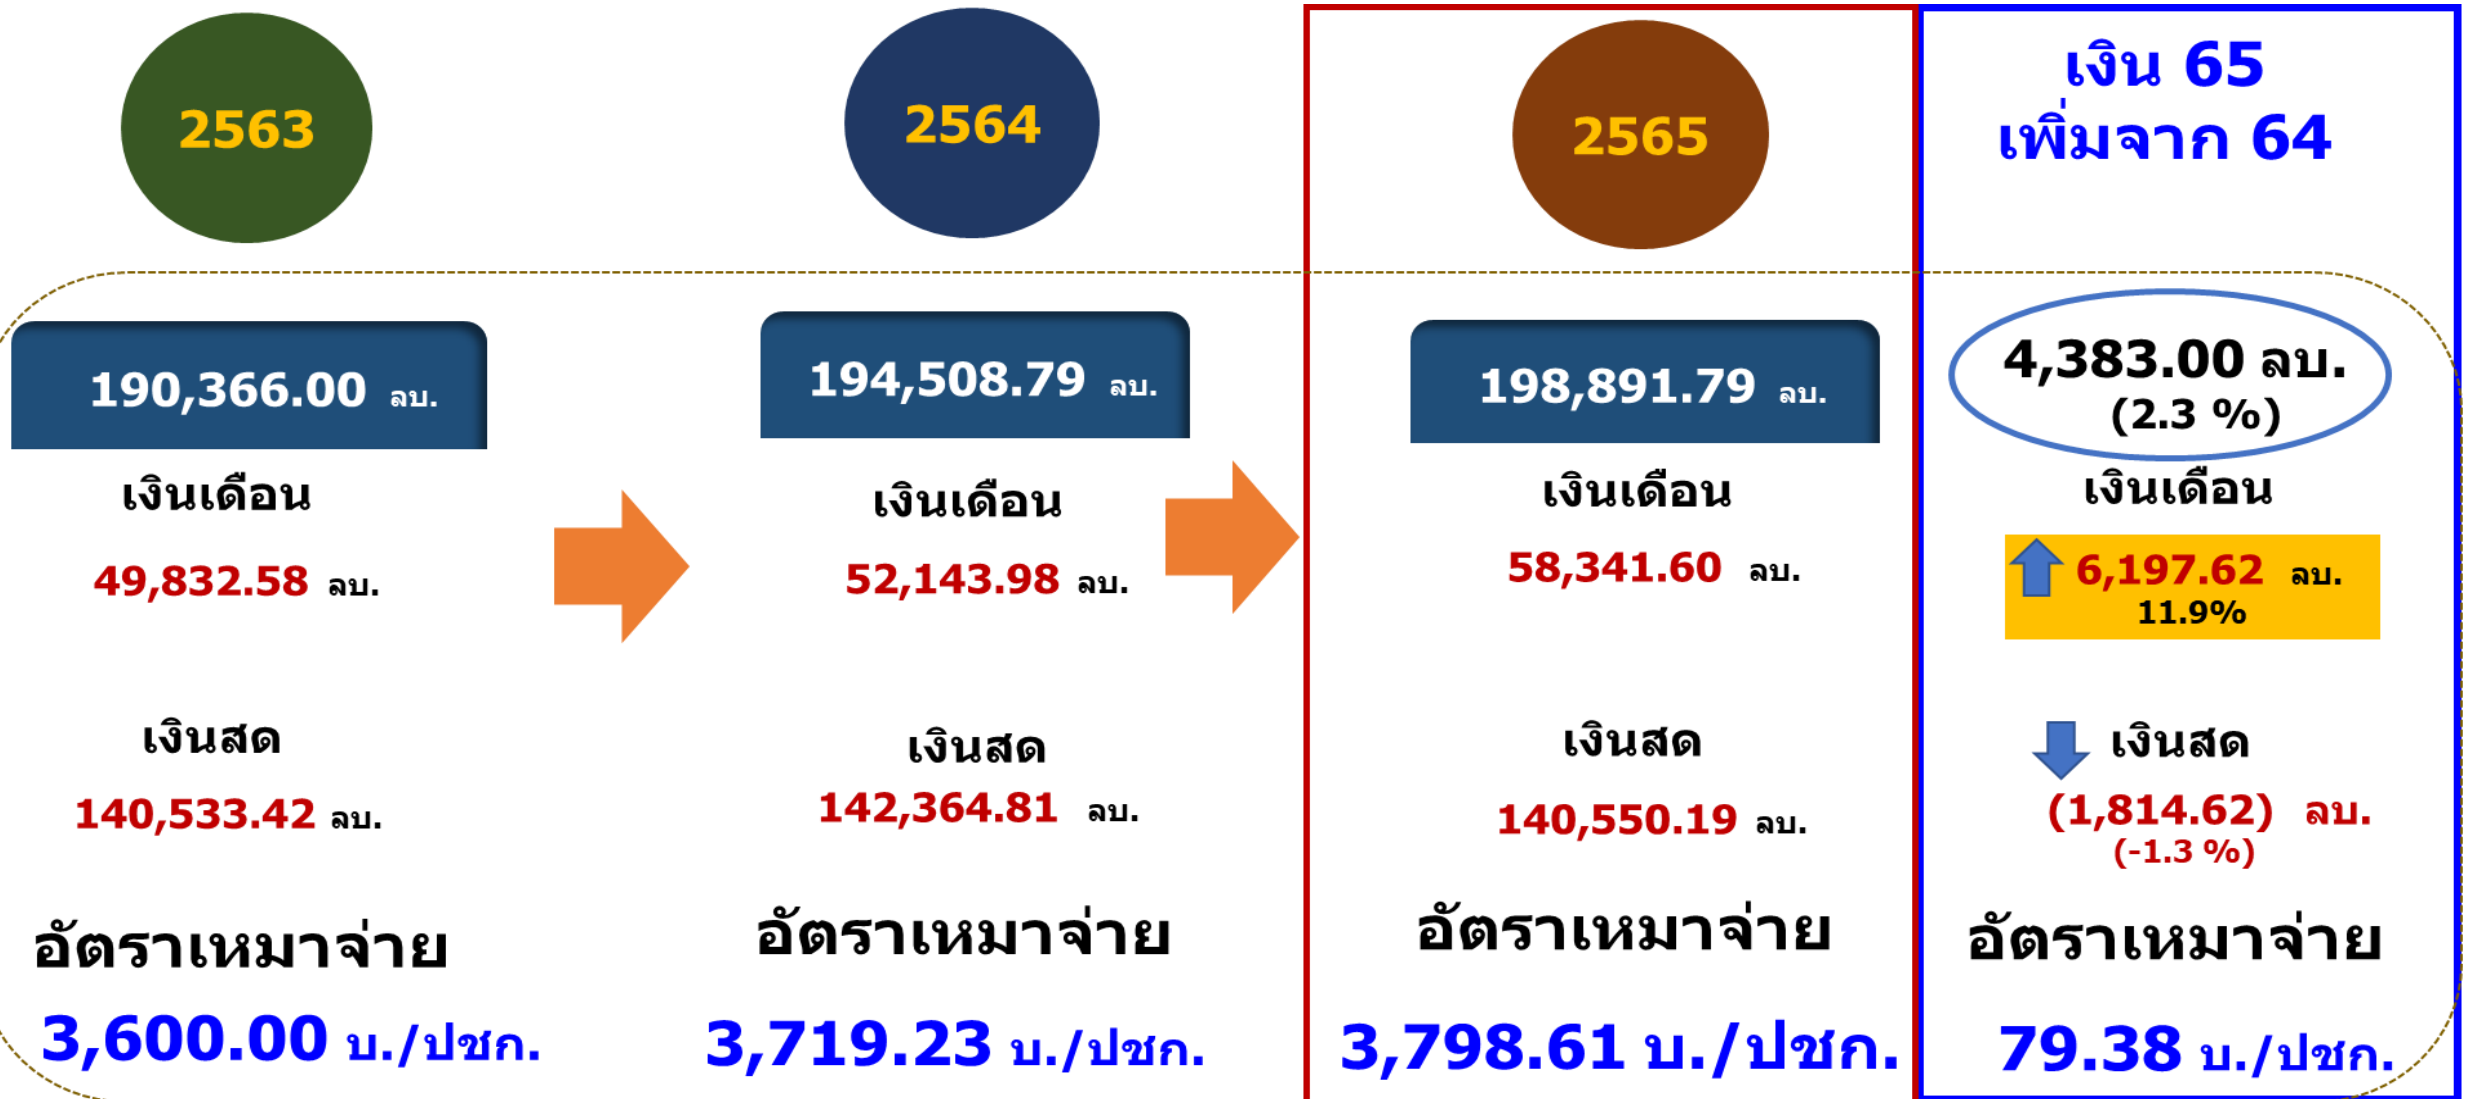 2563
190,366.00 ลบ.
เงินเดือน
49,832.58 ลบ.
เงินสด
140,533.42 ลบ.
อัตราเหมาจ่าย
3,600.00 บ./ปชก.
2564
194,508.79 ลบ.
เงินเดือน
52,143.98 ลบ.
เงินสด
142,364.81 ลบ.
อัตราเหมาจ่าย
3,719.23 บ./ปชก.
2565
198,891.79 ลบ.
เงินเดือน
58,341.60 ลบ.
เงินสด
140,550.19 ลบ.
อัตราเหมาจ่าย
3,798.61 บ./ปชก.
เงิน 65
เพิ่มจาก 64
4,383.00 ลบ.
(2.3 %)
เงินเดือน
6,197.62 ลบ.
11.9%
เงินสด
(1,814.62) ลบ.
(-1.3 %)
อัตราเหมาจ่าย
79.38 บ./ปชก.